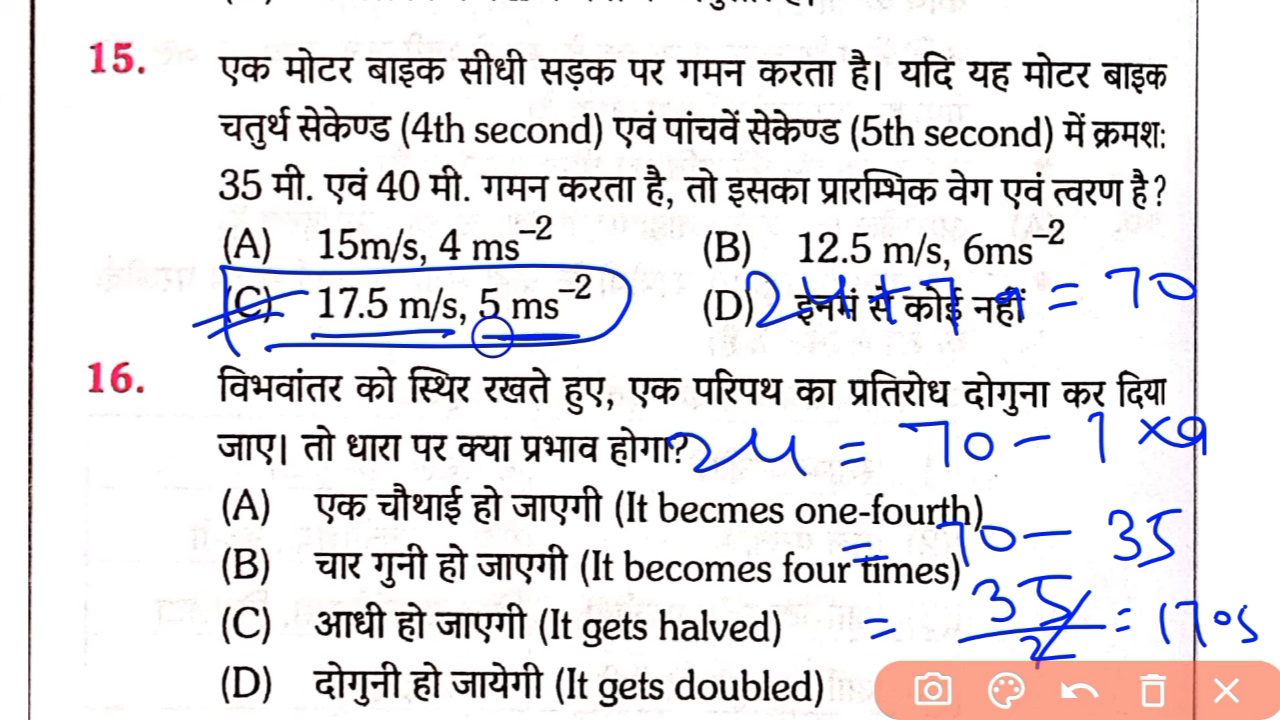 15. एक मोटर बाइक सीधी सड़क पर गमन करता है। यदि यह मोटर बाइक
चतुर्थ सेकेण्ड (4th second) एवं पांचवें सेकेण्ड (5th second) में क्रमश:
35 मी. एवं 40 मी. गमन करता है, तो इसका प्रारम्भिक वेग एवं त्वरण है?
(A) 15m/s, 4 ms⁻² (B) 12.5 m/s, 6ms⁻²
(C) 17.5 m/s, 5 ms⁻² (D) इनमें से कोई नहीं
2u + 7a = 70
16. विभवांतर को स्थिर रखते हुए, एक परिपथ का प्रतिरोध दोगुना कर दिया
जाए। तो धारा पर क्या प्रभाव होगा?
2u = 70 - 7 × a
(A) एक चौथाई हो जाएगी (It becmes one-fourth)
= 70 - 35
(B) चार गुनी हो जाएगी (It becomes four times)
= 35/2 = 17.5
(C) आधी हो जाएगी (It gets halved)
(D) दोगुनी हो जायेगी (It gets doubled)